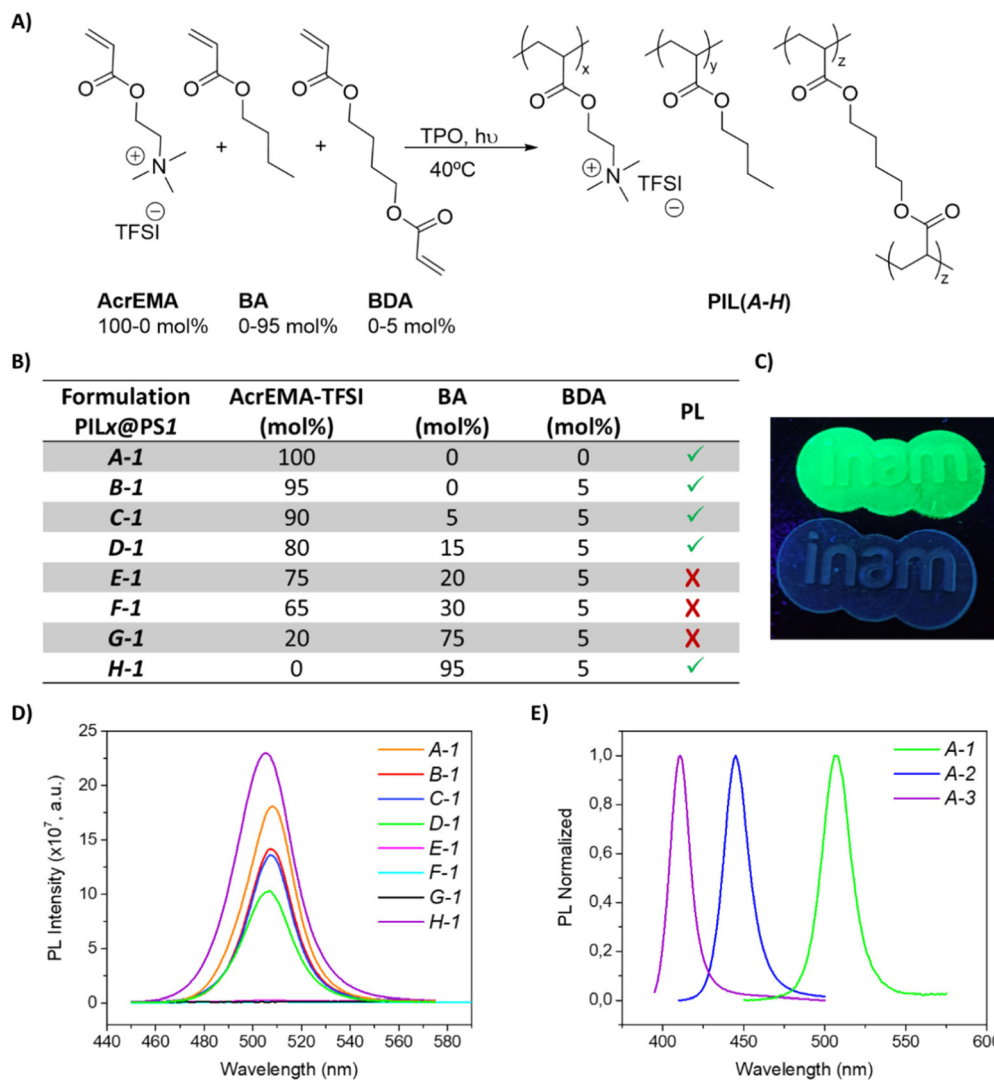 A)
O
O
O
O
O
O
N
+
+
+
TFSI
−
O
O
TPO, hυ
40ºC
x
y
z
O
O
O
O
O
O
N
+
TFSI
−
O
O
z
AcrEMA
BA
BDA
PIL(A-H)
100-0 mol%
0-95 mol%
0-5 mol%
B)
Formulation AcrEMA-TFSI BA BDA PL
PILx@PS1 (mol%) (mol%) (mol%)
A-1 100 0 0 ✓
B-1 95 0 5 ✓
C-1 90 5 5 ✓
D-1 80 15 5 ✓
E-1 75 20 5 X
F-1 65 30 5 X
G-1 20 75 5 X
H-1 0 95 5 ✓
C)
inam
inam
D)
PL Intensity (x10⁷, a.u.)
25
20
15
10
5
0
440 460 480 500 520 540 560 580
Wavelength (nm)
A-1
B-1
C-1
D-1
E-1
F-1
G-1
H-1
E)
PL Normalized
1,0
0,8
0,6
0,4
0,2
0,0
400 450 500 550 600
Wavelength (nm)
A-1
A-2
A-3